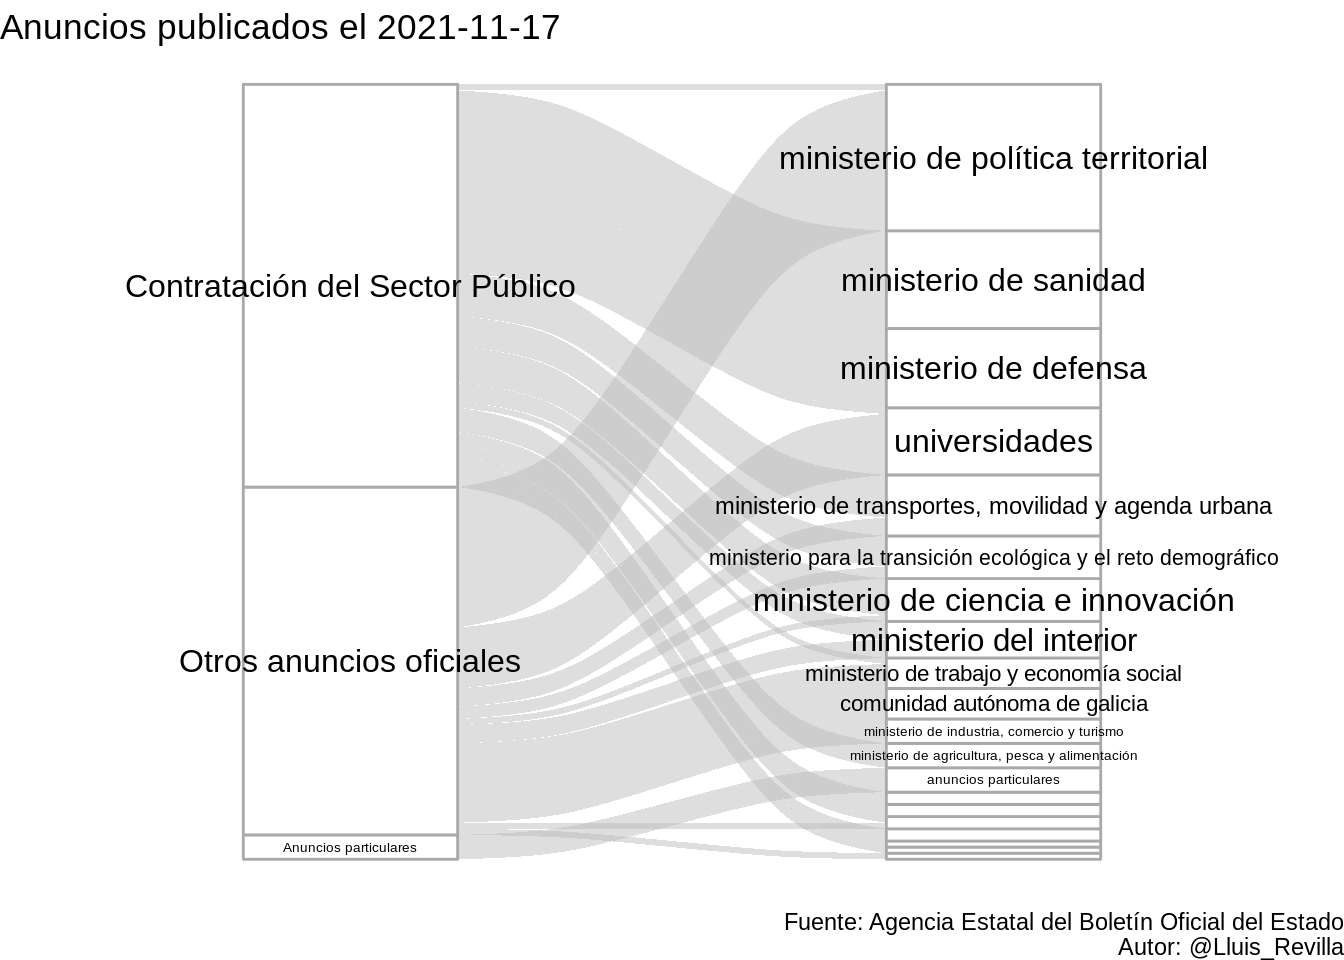 Anuncios publicados el 2021-11-17
Contratación del Sector Público
Otros anuncios oficiales
Anuncios particulares
ministerio de política territorial
ministerio de sanidad
ministerio de defensa
universidades
ministerio de transportes, movilidad y agenda urbana
ministerio para la transición ecológica y el reto demográfico
ministerio de ciencia e innovación
ministerio del interior
ministerio de trabajo y economía social
comunidad autónoma de galicia
ministerio de industria, comercio y turismo
ministerio de agricultura, pesca y alimentación
anuncios particulares
Fuente: Agencia Estatal del Boletín Oficial del Estado
Autor: @Lluis_Revilla